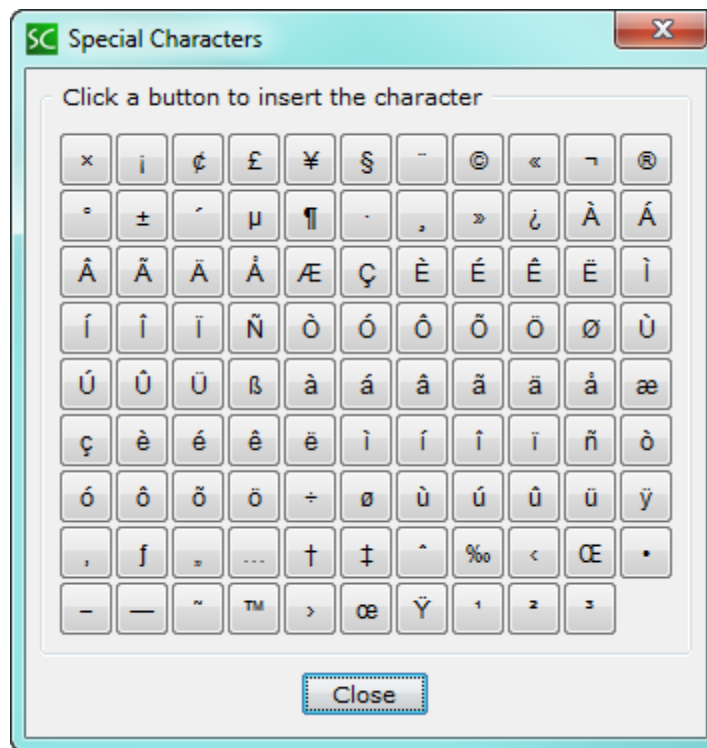 SC Special Characters X
Click a button to insert the character
× ¡ ¢ £ ¥ § ¨ © « ¬ ®
° ± ´ µ ¶ · ¸ » ¿ À Á
 à Ä Å Æ Ç È É Ê Ë Ì
Í Î Ï Ñ Ò Ó Ô Õ Ö Ø Ù
Ú Û Ü ß à á â ã ä å æ
ç è é ê ë ì í î ï ñ ò
ó ô õ ö ÷ ø ù ú û ü ÿ
‚ ƒ „ … † ‡ ˆ ‰ ‹ Œ •
– — ˜ ™ › œ Ÿ ¹ ² ³
Close